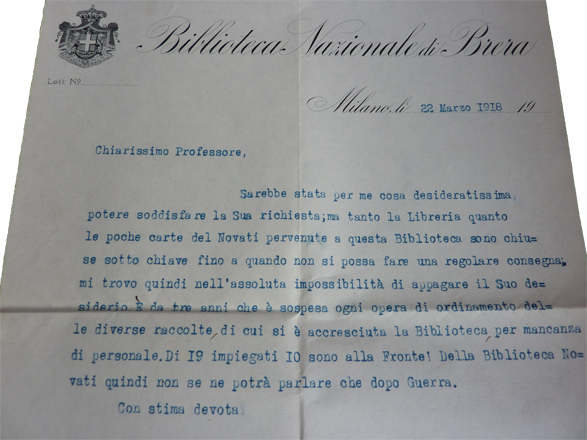 Biblioteca Nazionale di Brera
Lett. Nº
Milano, li 22 Marzo 1918 19
Chiarissimo Professore,
Sarebbe stata per me cosa desideratissima,
potere soddisfare la Sua richiesta;ma tanto la Libreria quanto
le poche carte del Novati pervenute a questa Biblioteca sono chiu=
se sotto chiave fino a quando non si possa fare una regolare consegna;
mi trovo quindi nell'assoluta impossibilità di appagare il Suo de=
siderio. È da tre anni che è sospesa ogni opera di ordinamento del=
le diverse raccolte, di cui si è accresciuta la Biblioteca, per mancanza
di personale.Di I9 impiegati IO sono alla Fronte! Della Biblioteca No=
vati quindi non se ne potrà parlare che dopo Guerra.
Con stima devota